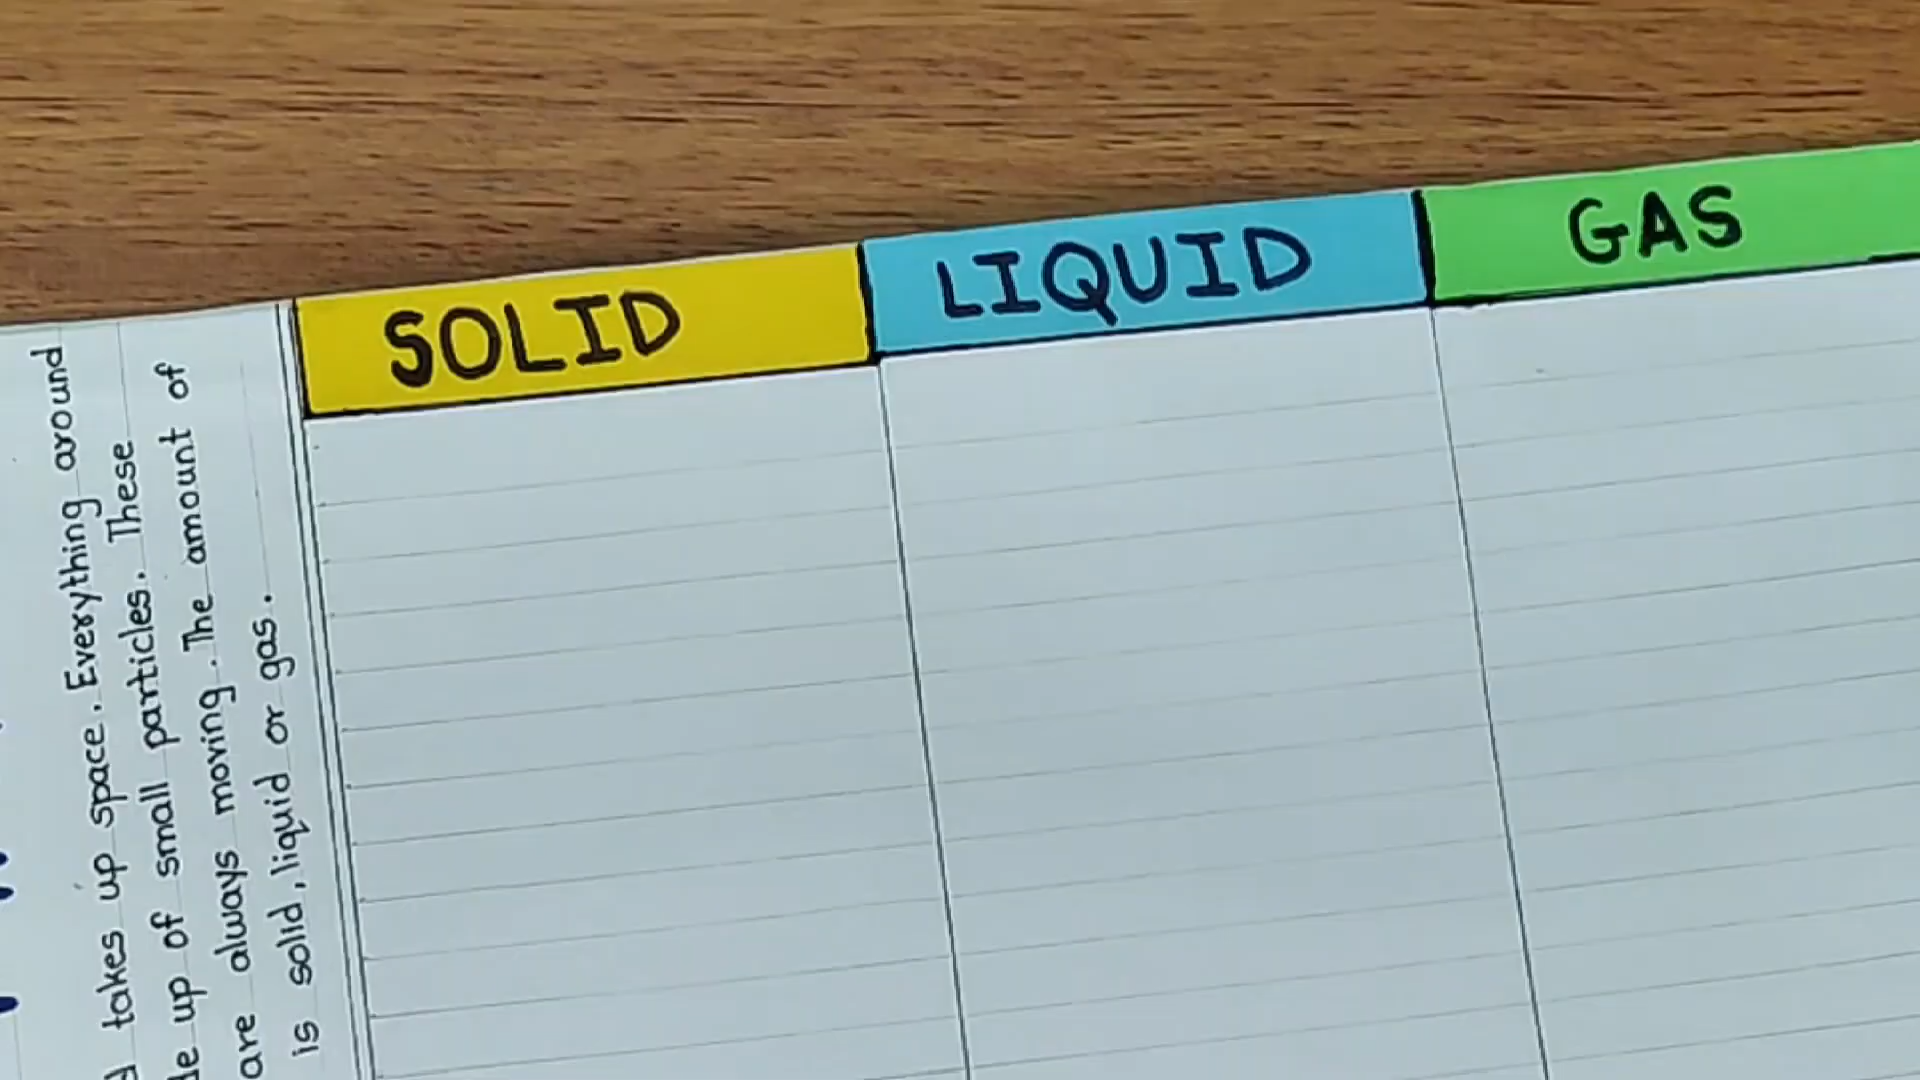 SOLID
LIQUID
GAS
takes up space. Everything around
up of small particles. These
are always moving. The amount of
is solid, liquid or gas.